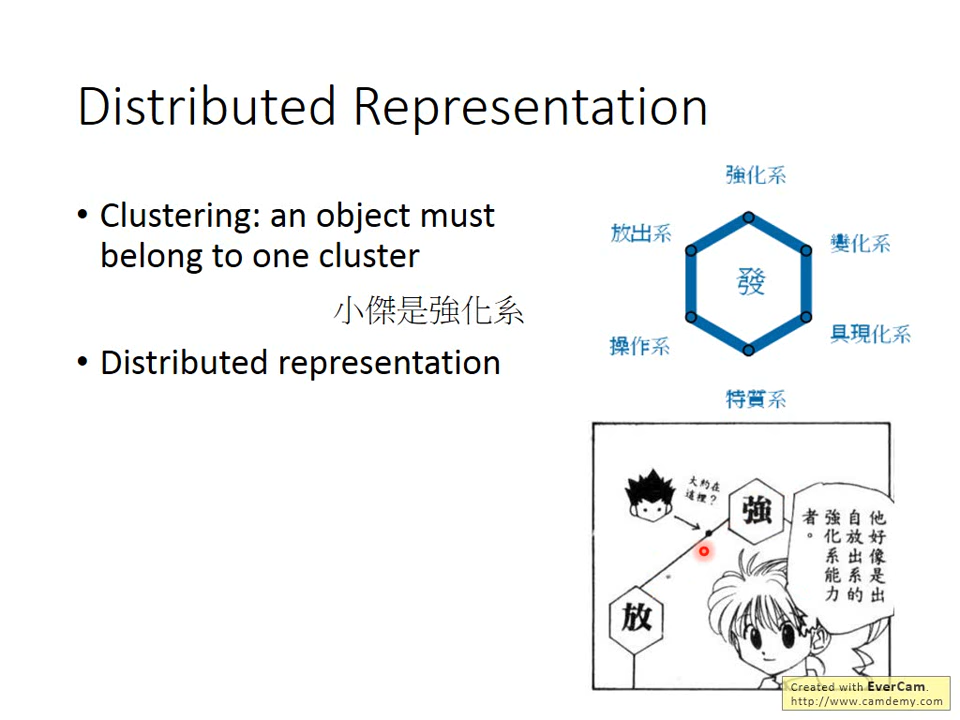 Distributed Representation
• Clustering: an object must
belong to one cluster
小傑是強化系
• Distributed representation
強化系
放出系
變化系
發
操作系
具現化系
特質系
大約在
這裡?
強
他好像是出
自放出系的
強化系能力
者。
放
Created with EverCam.
http://www.camdemy.com